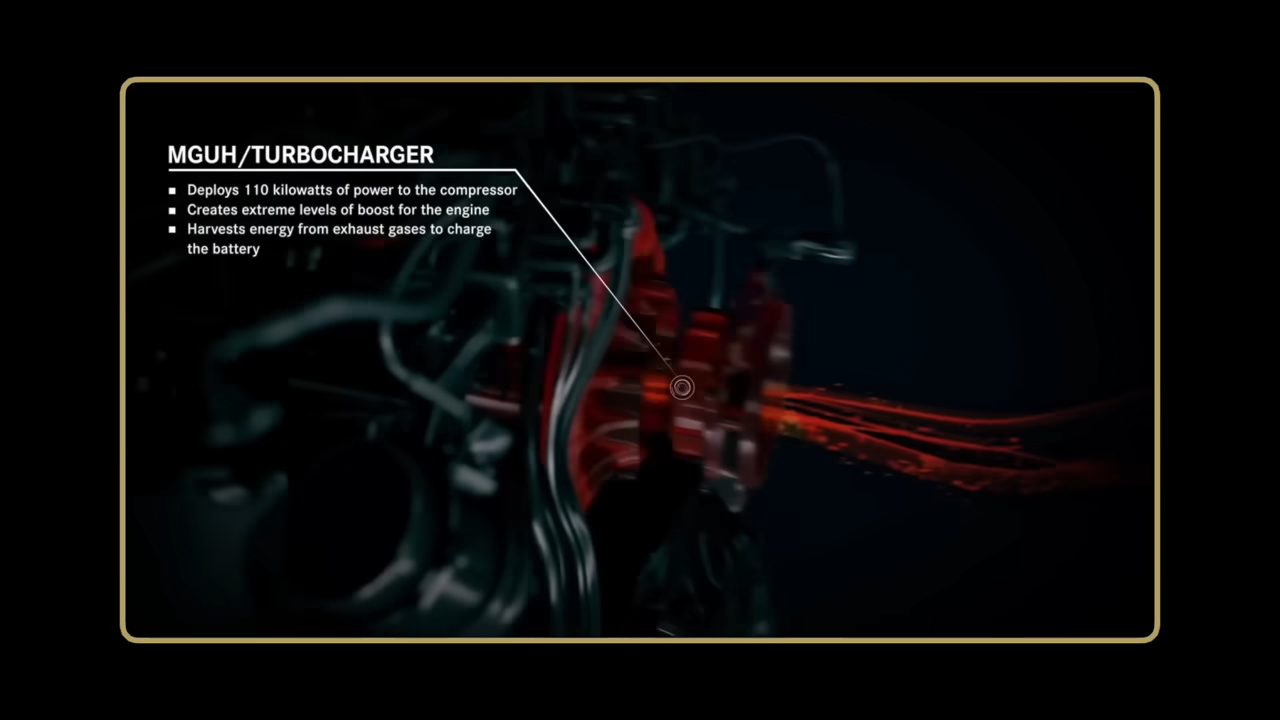 MGUH/TURBOCHARGER
▪ Deploys 110 kilowatts of power to the compressor
▪ Creates extreme levels of boost for the engine
▪ Harvests energy from exhaust gases to charge
the battery